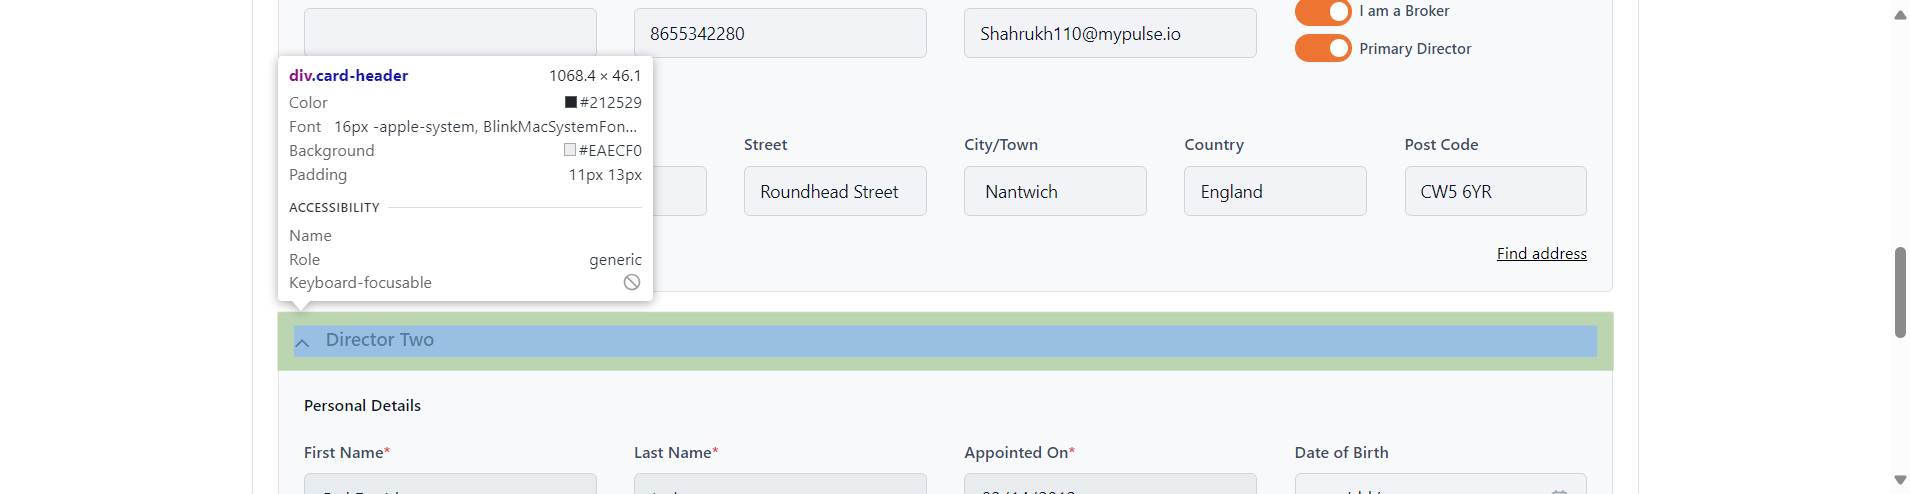 I am a Broker
8655342280
Shahrukh110@mypulse.io
Primary Director
div.card-header 1068.4 × 46.1
Color #212529
Font 16px -apple-system, BlinkMacSystemFon...
Background #EAECF0
Padding 11px 13px
ACCESSIBILITY
Name
Role generic
Keyboard-focusable
Street City/Town Country Post Code
Roundhead Street Nantwich England CW5 6YR
Find address
Director Two
Personal Details
First Name* Last Name* Appointed On* Date of Birth